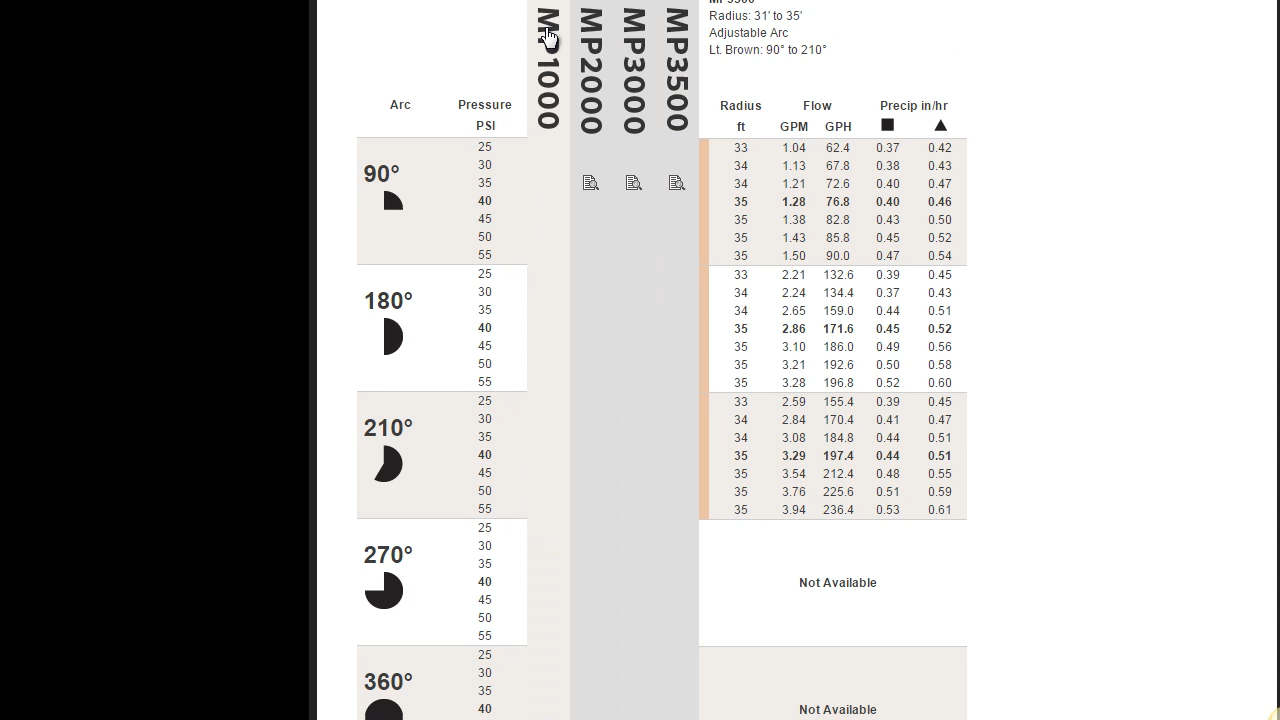 MP3500
Radius: 31' to 35'
Adjustable Arc
Lt. Brown: 90° to 210°
MP1000
MP2000
MP3000
MP3500
Arc Pressure Radius Flow Precip in/hr
PSI ft GPM GPH ■ ▲
90°
25 33 1.04 62.4 0.37 0.42
30 34 1.13 67.8 0.38 0.43
35 34 1.21 72.6 0.40 0.47
40 35 1.28 76.8 0.40 0.46
45 35 1.38 82.8 0.43 0.50
50 35 1.43 85.8 0.45 0.52
55 35 1.50 90.0 0.47 0.54
180°
25 33 2.21 132.6 0.39 0.45
30 34 2.24 134.4 0.37 0.43
35 34 2.65 159.0 0.44 0.51
40 35 2.86 171.6 0.45 0.52
45 35 3.10 186.0 0.49 0.56
50 35 3.21 192.6 0.50 0.58
55 35 3.28 196.8 0.52 0.60
210°
25 33 2.59 155.4 0.39 0.45
30 34 2.84 170.4 0.41 0.47
35 34 3.08 184.8 0.44 0.51
40 35 3.29 197.4 0.44 0.51
45 35 3.54 212.4 0.48 0.55
50 35 3.76 225.6 0.51 0.59
55 35 3.94 236.4 0.53 0.61
270°
25
30
35
40 Not Available
45
50
55
360°
25
30
35
40 Not Available